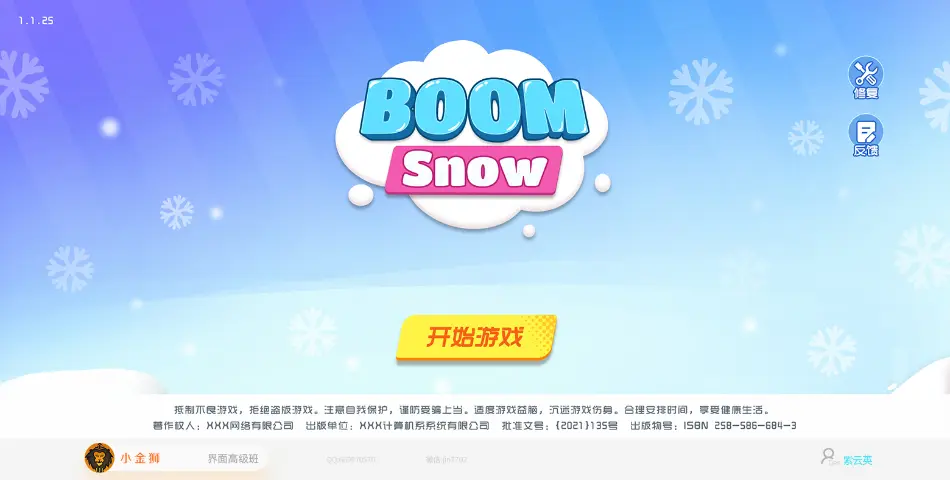 1.1.25
BOOM
Snow
修复
反馈
开始游戏
抵制不良游戏，拒绝盗版游戏。注意自我保护，谨防受骗上当。适度游戏益脑，沉迷游戏伤身。合理安排时间，享受健康生活。
著作权人：XXX网络有限公司 出版单位：XXX计算机系系统有限公司 批准文号：{2021}135号 出版物号：ISBN 258-586-684-3
小金狮 界面高级班 紫云英